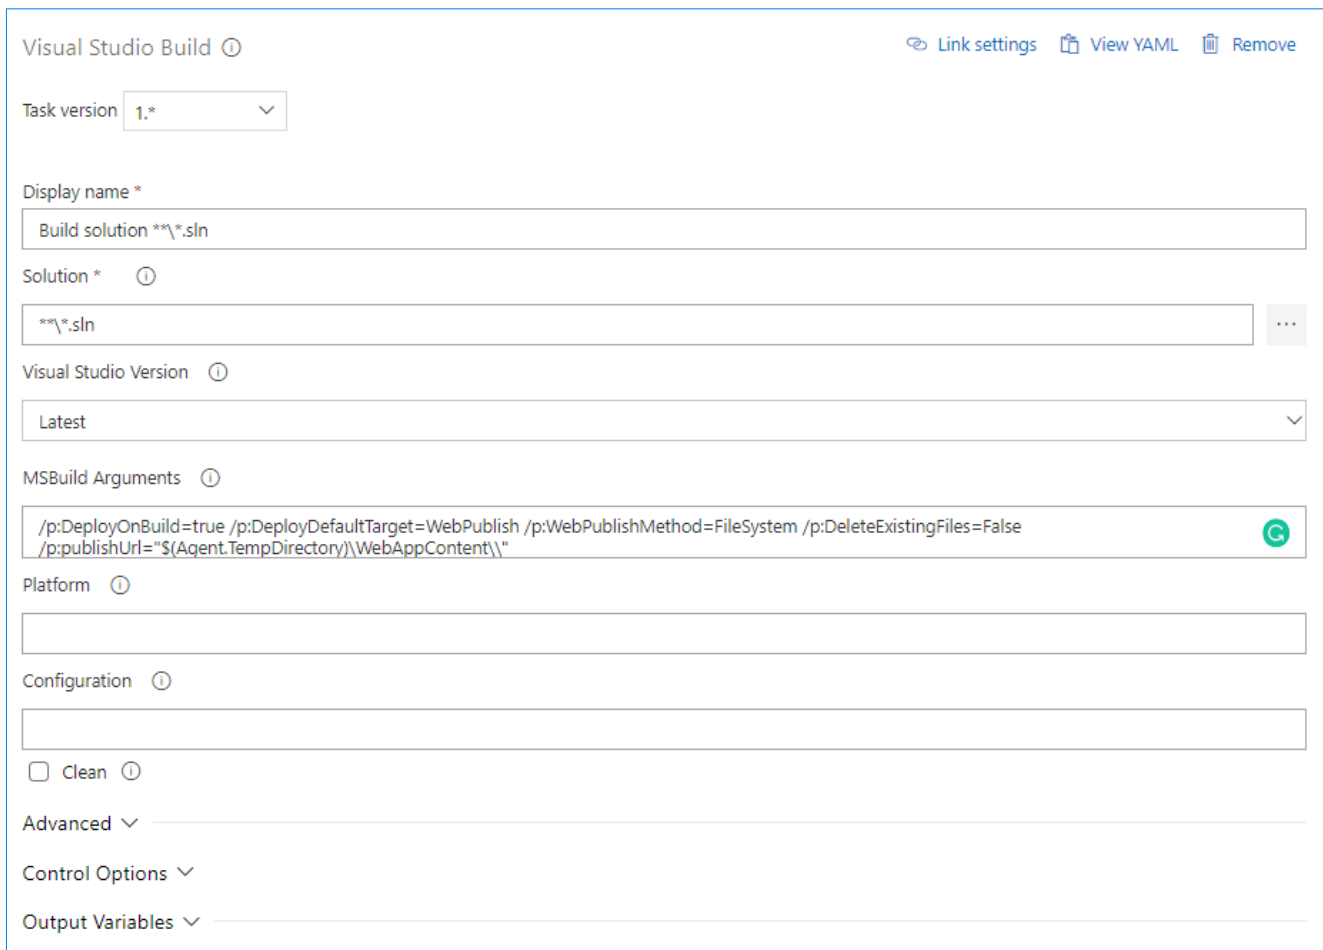 Visual Studio Build
Link settings
View YAML
Remove
Task version
1.*
Display name *
Build solution **\*.sln
Solution *
**\*.sln
...
Visual Studio Version
Latest
MSBuild Arguments
/p:DeployOnBuild=true /p:DeployDefaultTarget=WebPublish /p:WebPublishMethod=FileSystem /p:DeleteExistingFiles=False
/p:publishUrl="$(Agent.TempDirectory)\WebAppContent\\"
Platform
Configuration
Clean
Advanced
Control Options
Output Variables